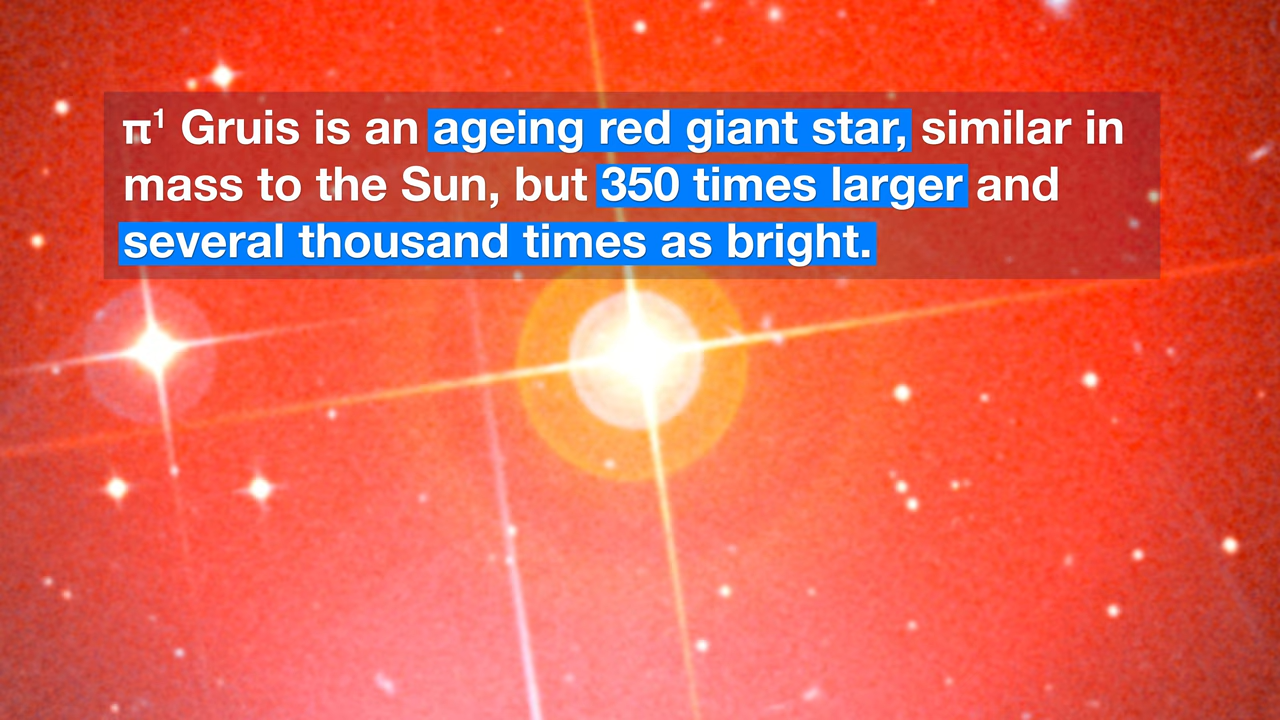 π¹ Gruis is an ageing red giant star, similar in
mass to the Sun, but 350 times larger and
several thousand times as bright.